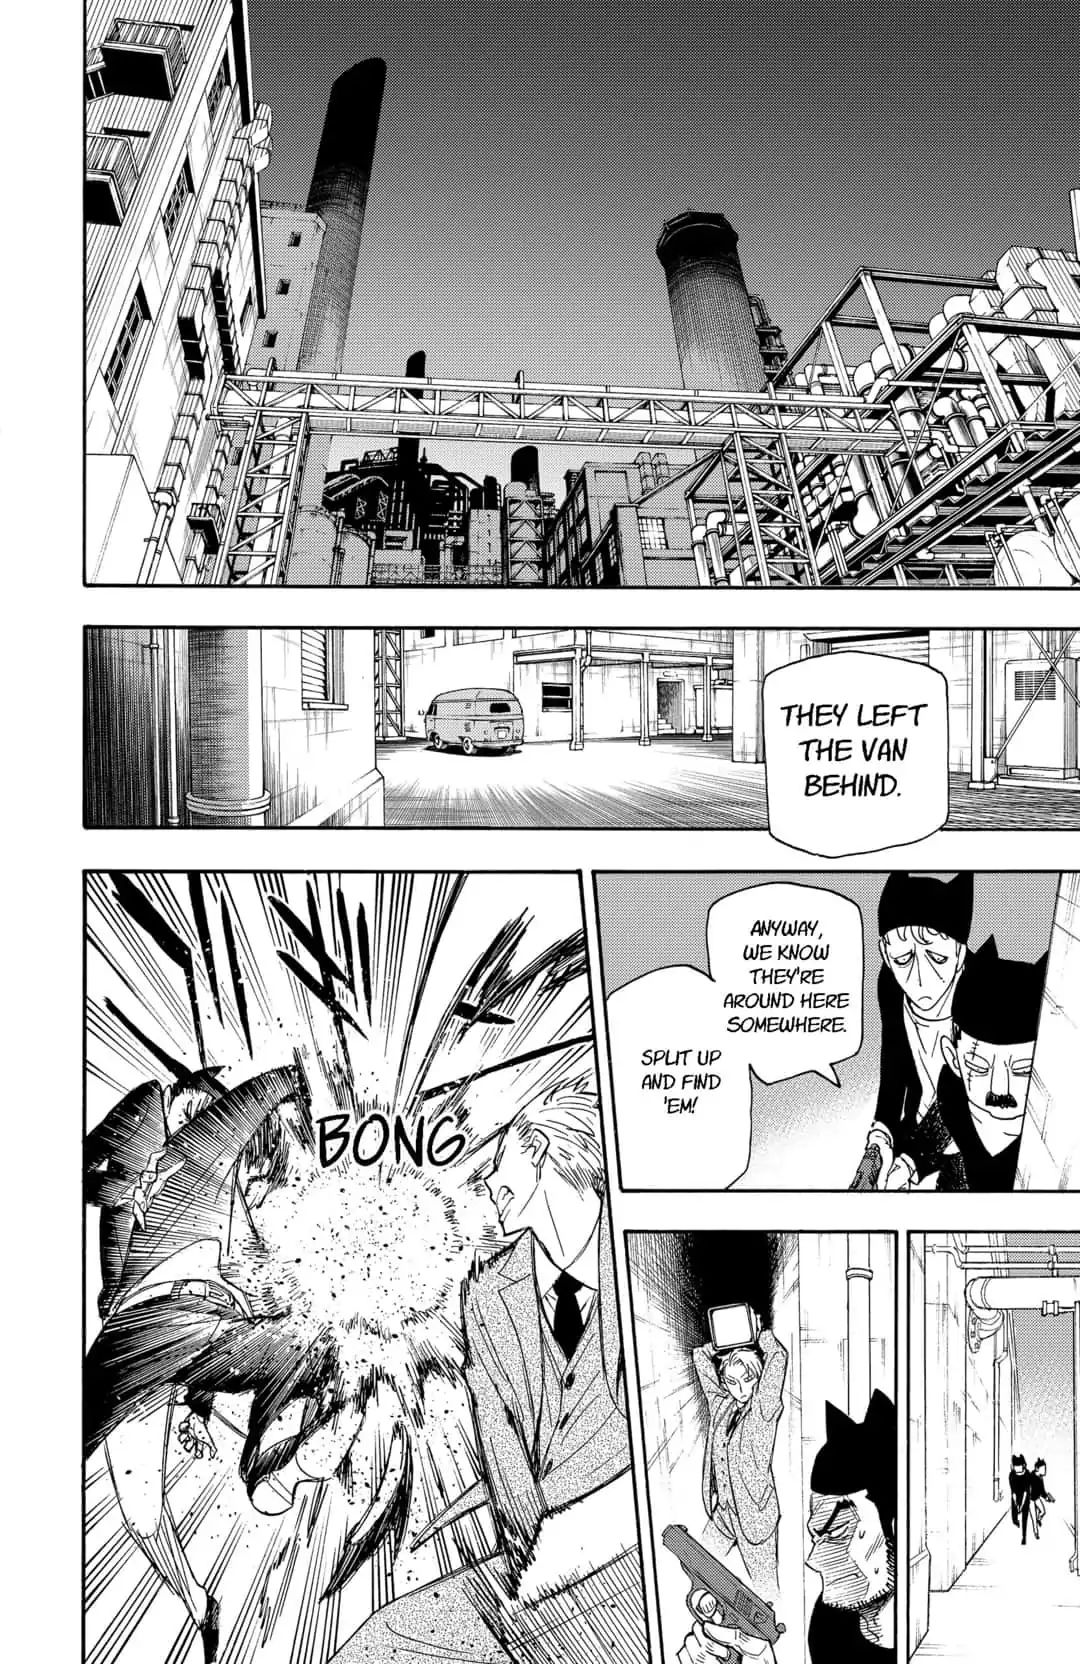 THEY LEFT
THE VAN
BEHIND.
ANYWAY,
WE KNOW
THEY'RE
AROUND HERE
SOMEWHERE.
SPLIT UP
AND FIND
'EM!
BONG